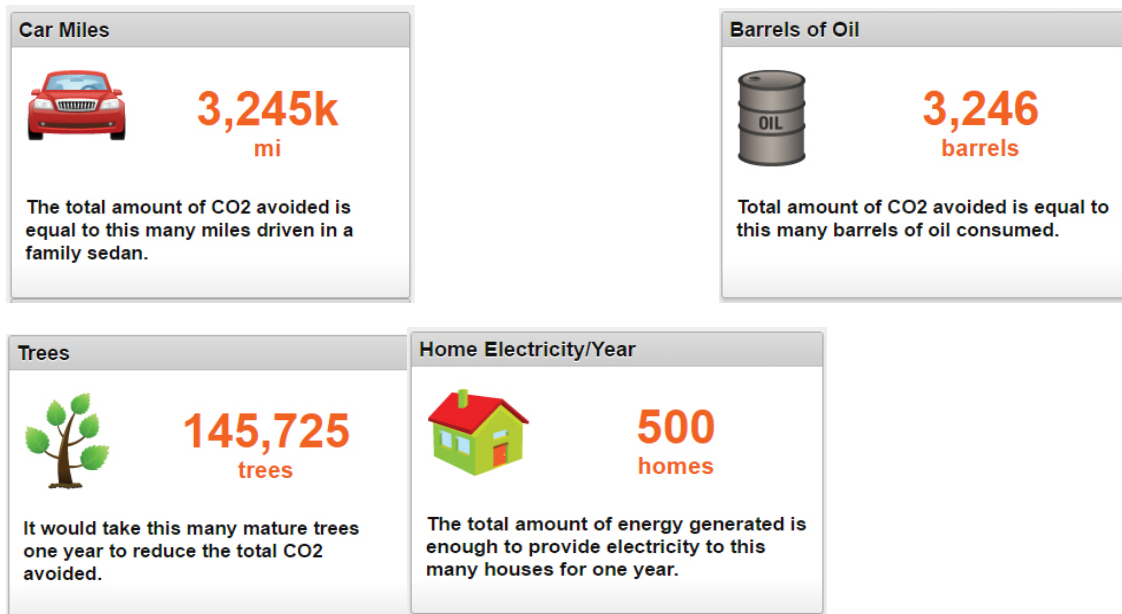 Car Miles
3,245k
mi
The total amount of CO2 avoided is
equal to this many miles driven in a
family sedan.
Barrels of Oil
OIL
3,246
barrels
Total amount of CO2 avoided is equal to
this many barrels of oil consumed.
Trees
145,725
trees
It would take this many mature trees
one year to reduce the total CO2
avoided.
Home Electricity/Year
500
homes
The total amount of energy generated is
enough to provide electricity to this
many houses for one year.